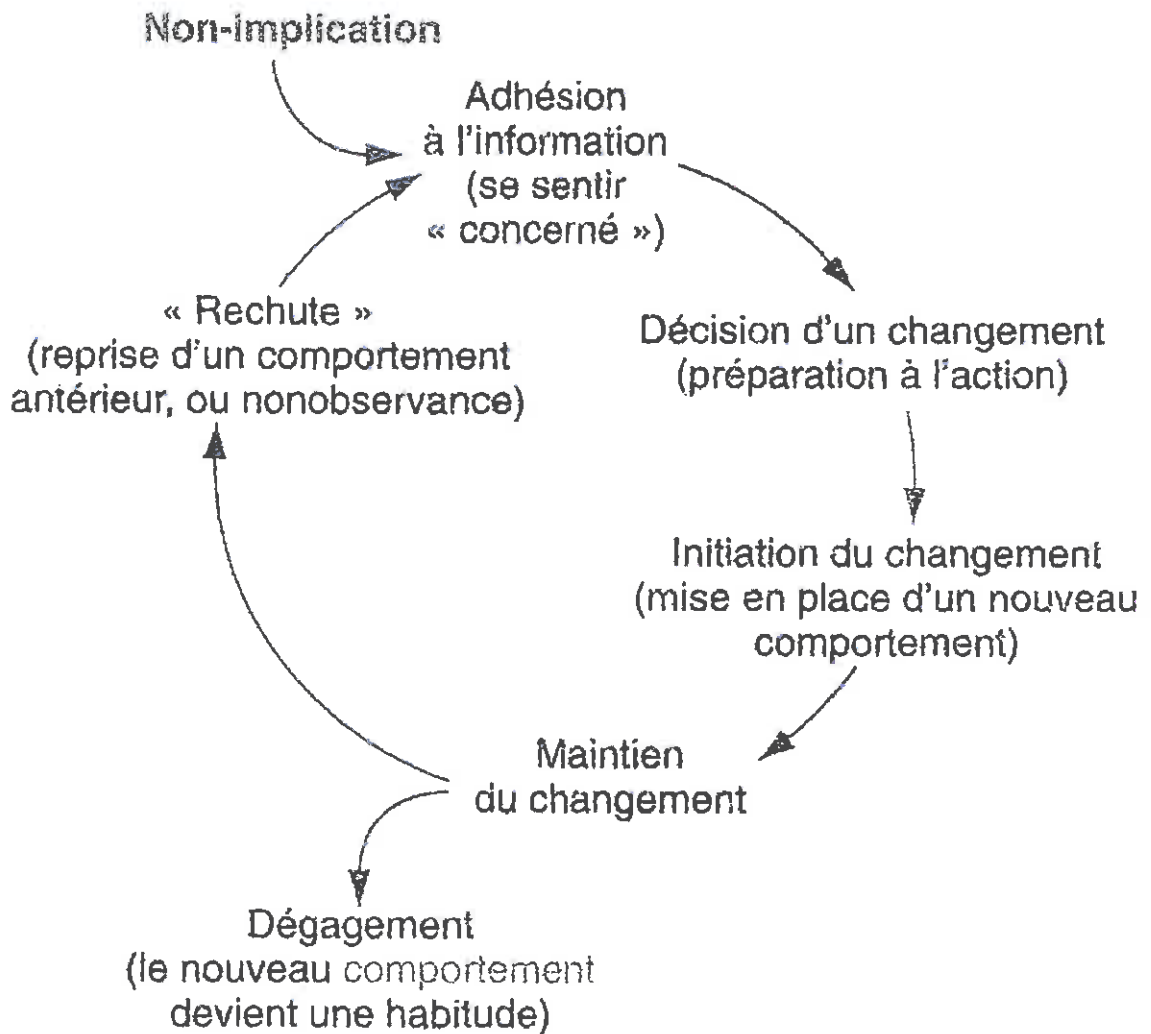 Non-implication
Adhésion
à l'information
(se sentir
« concerné »)
Décision d'un changement
(préparation à l'action)
Initiation du changement
(mise en place d'un nouveau
comportement)
Maintien
du changement
« Rechute »
(reprise d'un comportement
antérieur, ou nonobservance)
Dégagement
(le nouveau comportement
devient une habitude)